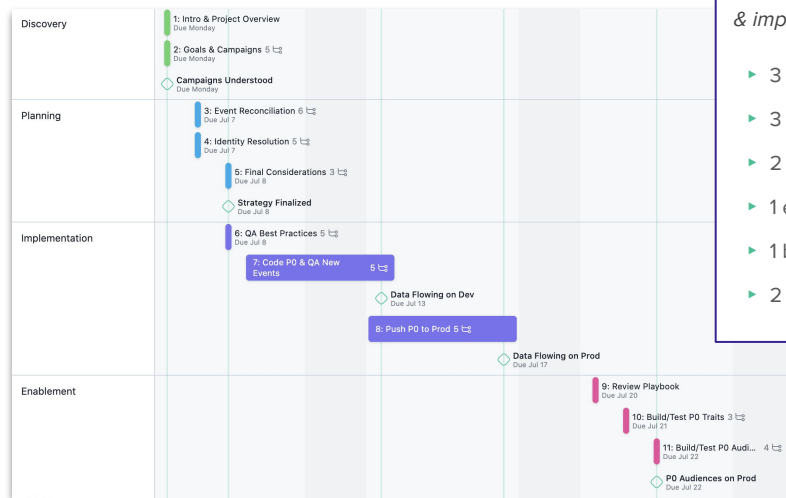 Discovery
1: Intro & Project Overview
Due Monday
2: Goals & Campaigns 5
Due Monday
Campaigns Understood
Due Monday
Planning
3: Event Reconciliation 6
Due Jul 7
4: Identity Resolution 5
Due Jul 7
5: Final Considerations 3
Due Jul 8
Strategy Finalized
Due Jul 8
Implementation
6: QA Best Practices 5
Due Jul 8
7: Code P0 & QA New
Events
5
Data Flowing on Dev
Due Jul 13
8: Push P0 to Prod 5
Data Flowing on Prod
Due Jul 17
Enablement
9: Review Playbook
Due Jul 20
10: Build/Test P0 Traits 3
Due Jul 21
11: Build/Test P0 Audi... 4
Due Jul 22
P0 Audiences on Prod
Due Jul 22
&
3
3
2
1
1
2